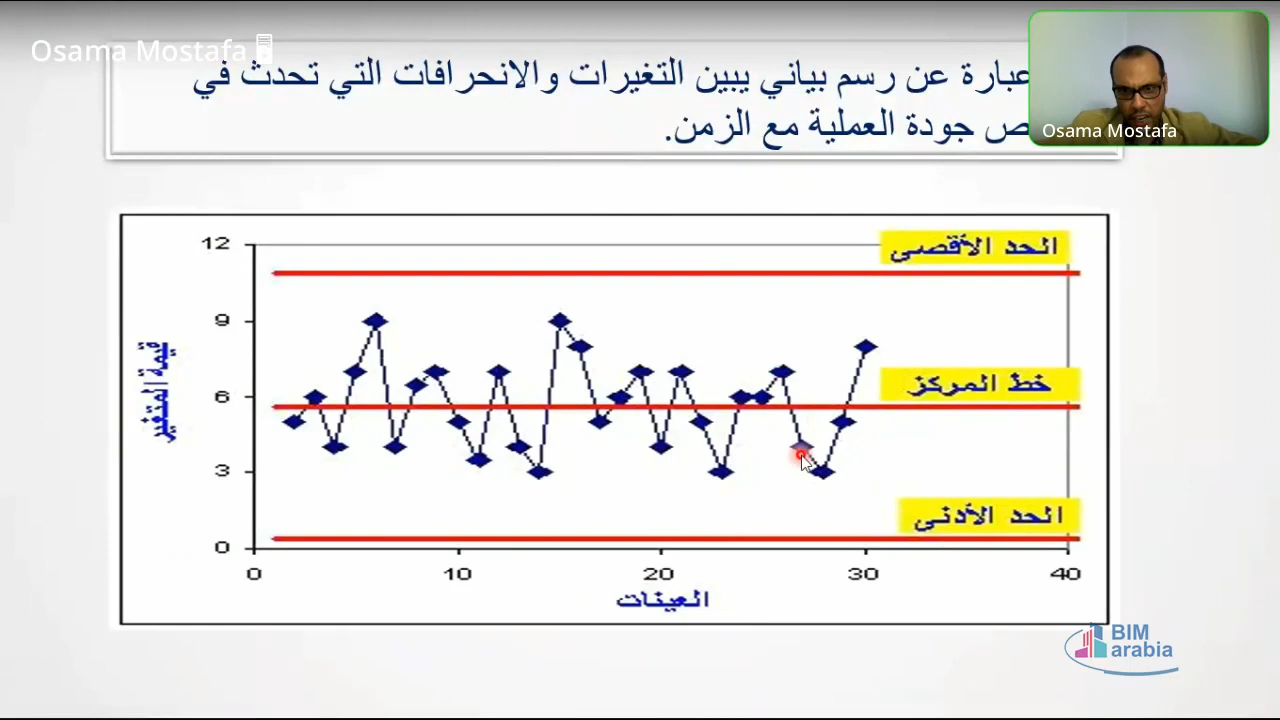 Osama Mostafa
عبارة عن رسم بياني يبين التغيرات والانحرافات التي تحدث في
ص جودة العملية مع الزمن.
Osama Mostafa
الحد الأقصى
خط المركز
الحد الأدنى
قيمة المتغير
12
9
6
3
0
0 10 20 30 40
العينات
BIM
arabia